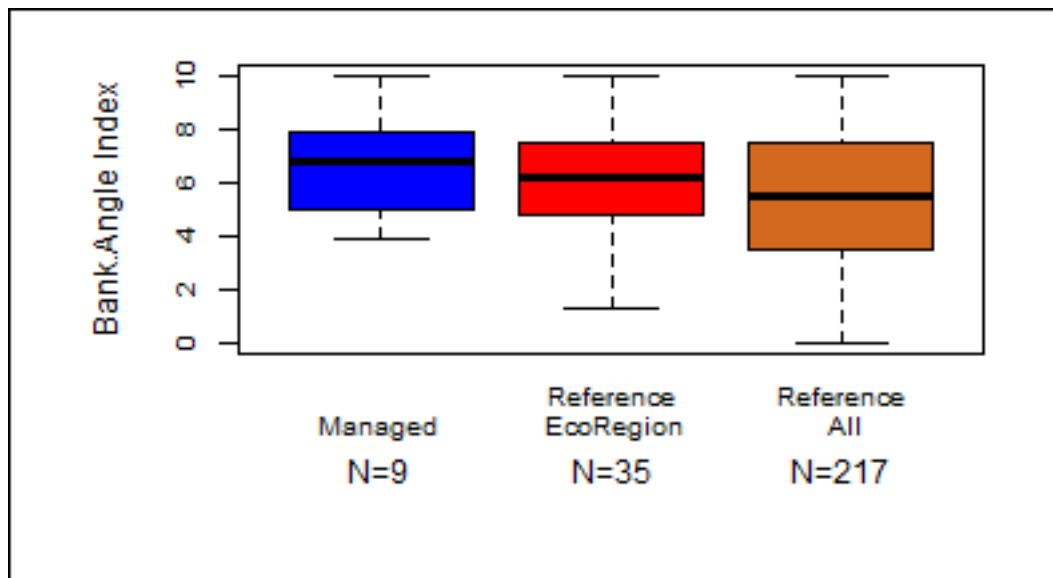 Bank.Angle Index
10
8
6
4
2
0
Managed
Reference
EcoRegion
Reference
All
N=9
N=35
N=217